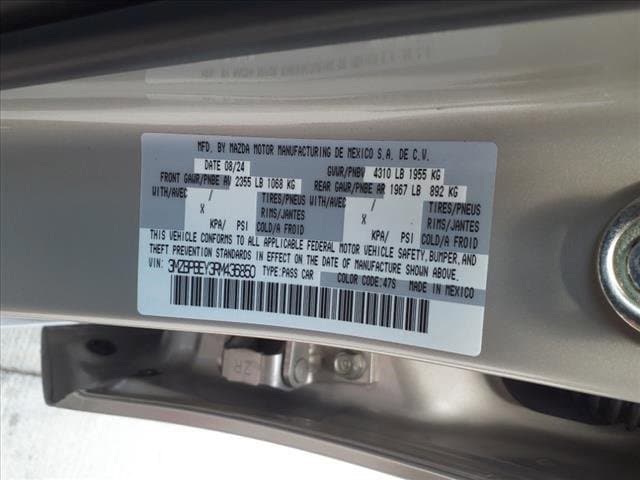 MFD. BY MAZDA MOTOR MANUFACTURING DE MEXICO S.A. DE C.V.
DATE 08/24 GVWR/PNBV 4310 LB 1955 KG
FRONT GAWR/PNBE AV 2355 LB 1068 KG REAR GAWR/PNBE AR 1967 LB 892 KG
WITH/AVEC / TIRES/PNEUS WITH/AVEC / TIRES/PNEUS
X RIMS/JANTES X RIMS/JANTES
KPA/ PSI COLD/A FROID KPA/ PSI COLD/A FROID
THIS VEHICLE CONFORMS TO ALL APPLICABLE FEDERAL MOTOR VEHICLE SAFETY, BUMPER, AND
THEFT PREVENTION STANDARDS IN EFFECT ON THE DATE OF MANUFACTURE SHOWN ABOVE.
VIN: 3MZBPBEY3RM436850 TYPE: PASS CAR COLOR CODE: 47S MADE IN MEXICO
2R